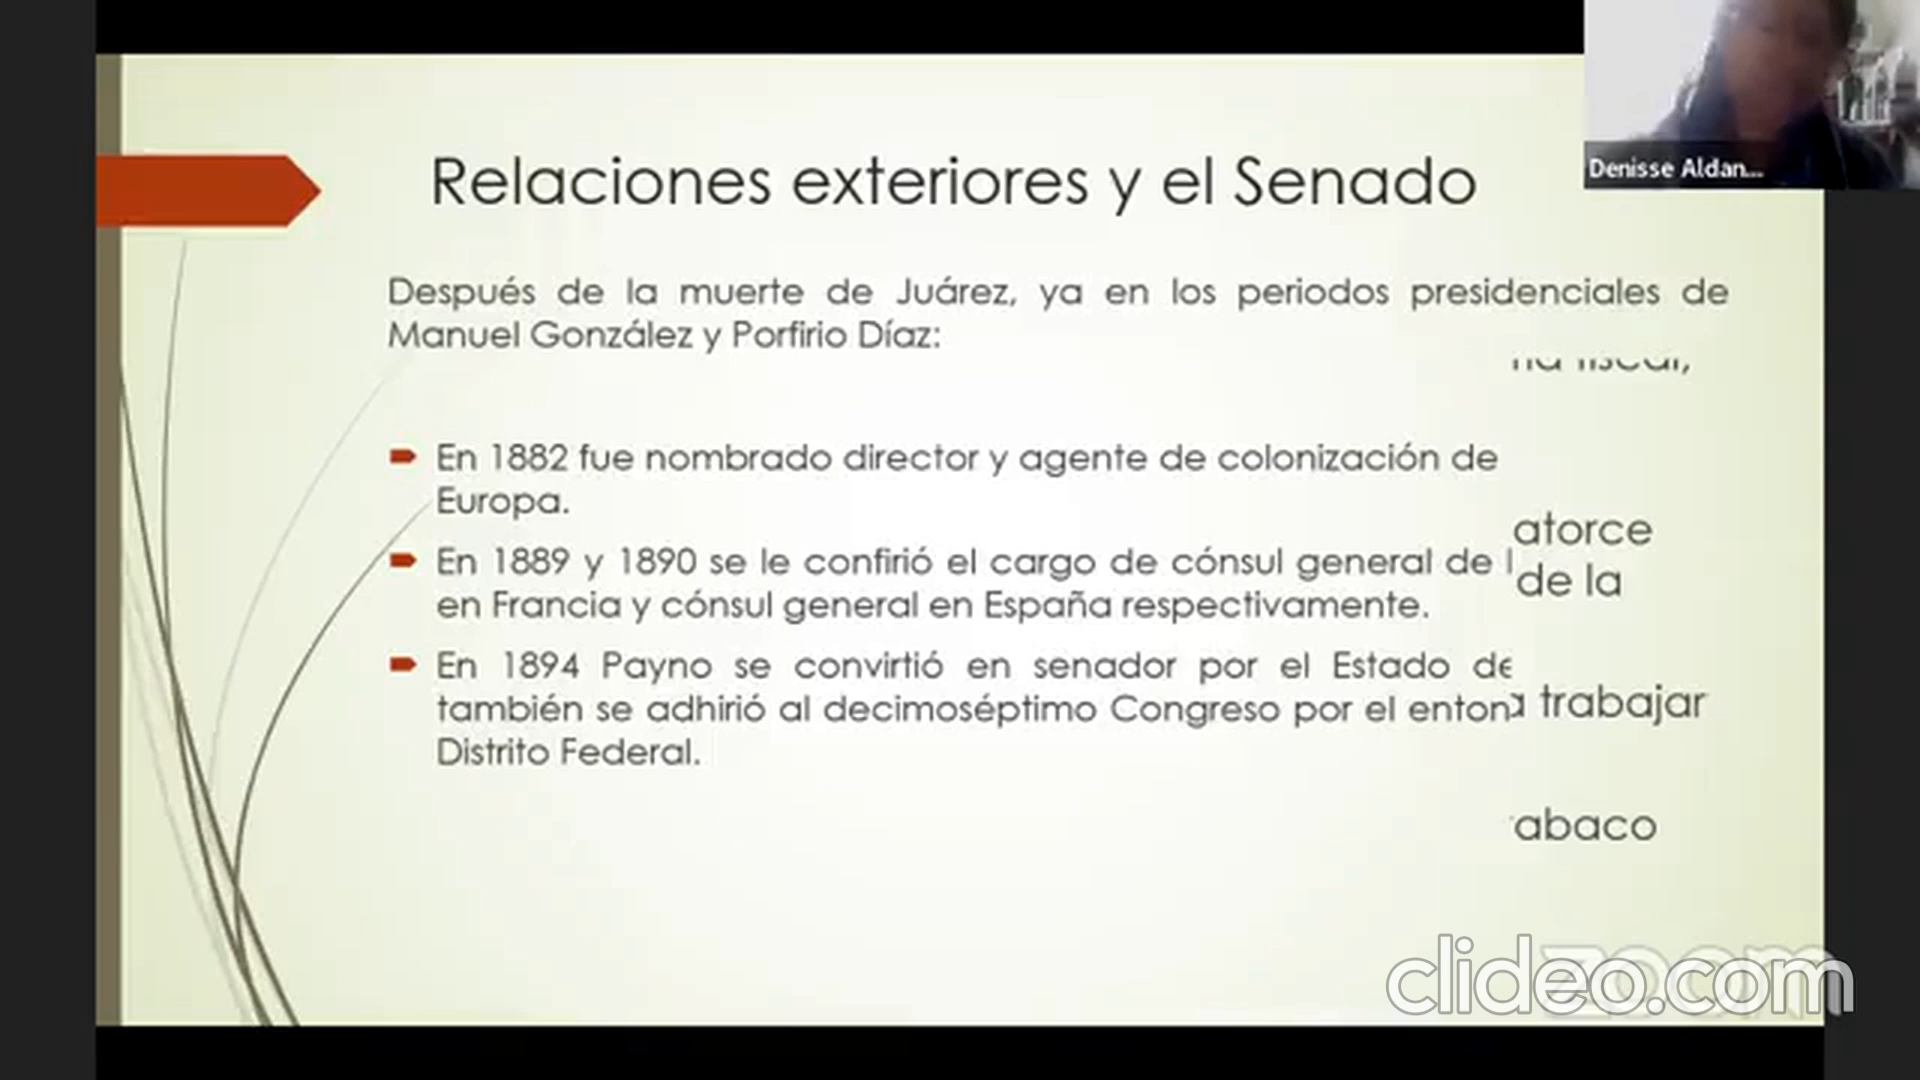 Denisse Aldan...
Relaciones exteriores y el Senado
Después de la muerte de Juárez, ya en los periodos presidenciales de
Manuel González y Porfirio Díaz:
En 1882 fue nombrado director y agente de colonización de
Europa.
En 1889 y 1890 se le confirió el cargo de cónsul general de
en Francia y cónsul general en España respectivamente.
En 1894 Payno se convirtió en senador por el Estado de
también se adhirió al decimoséptimo Congreso por el enton
Distrito Federal.
atorce
de la
a trabajar
abaco
zoom
clideo.com